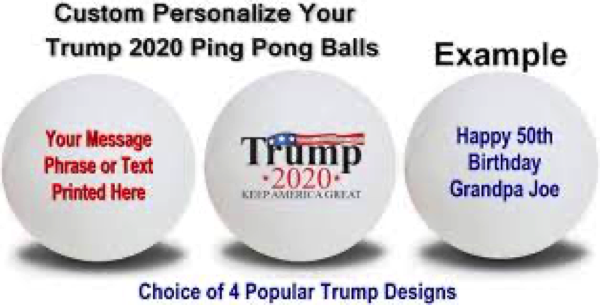 Custom Personalize Your
Trump 2020 Ping Pong Balls
Example
Your Message
Phrase or Text
Printed Here
Trump
•2020•
KEEP AMERICA GREAT
Happy 50th
Birthday
Grandpa Joe
Choice of 4 Popular Trump Designs